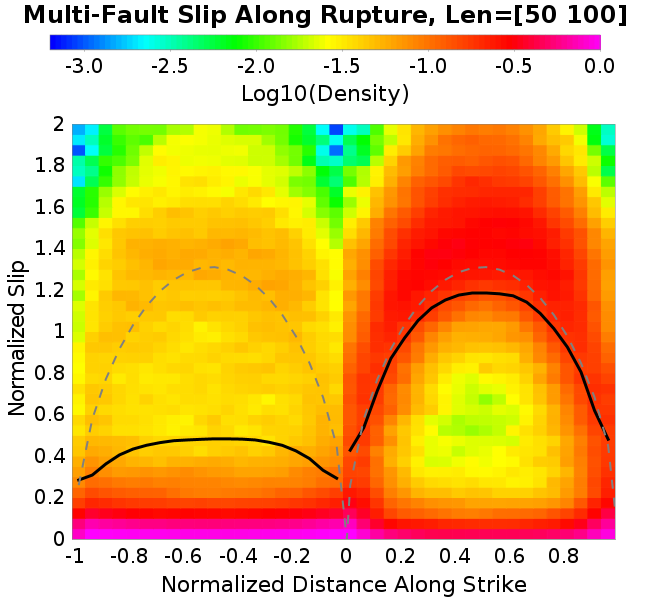 Multi-Fault Slip Along Rupture, Len=[50 100]
-3.0 -2.5 -2.0 -1.5 -1.0 -0.5 0.0
Log10(Density)
2
1.8
1.6
1.4
1.2
1
0.8
0.6
0.4
0.2
0
Normalized Slip
-1 -0.8 -0.6 -0.4 -0.2 0 0.2 0.4 0.6 0.8
Normalized Distance Along Strike